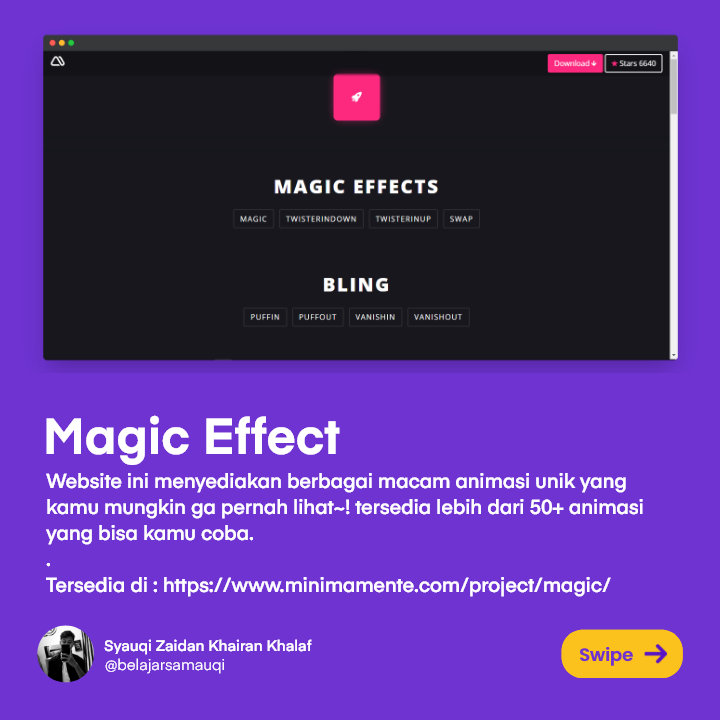 Download
★ Stars 6640
MAGIC EFFECTS
MAGIC TWISTERINDOWN TWISTERINUP SWAP
BLING
PUFFIN PUFFOUT VANISHIN VANISHOUT
Magic Effect
Website ini menyediakan berbagai macam animasi unik yang
kamu mungkin ga pernah lihat~! tersedia lebih dari 50+ animasi
yang bisa kamu coba.
.
Tersedia di : https://www.minimamente.com/project/magic/
Syauqi Zaidan Khairan Khalaf
@belajarsamauqi
Swipe